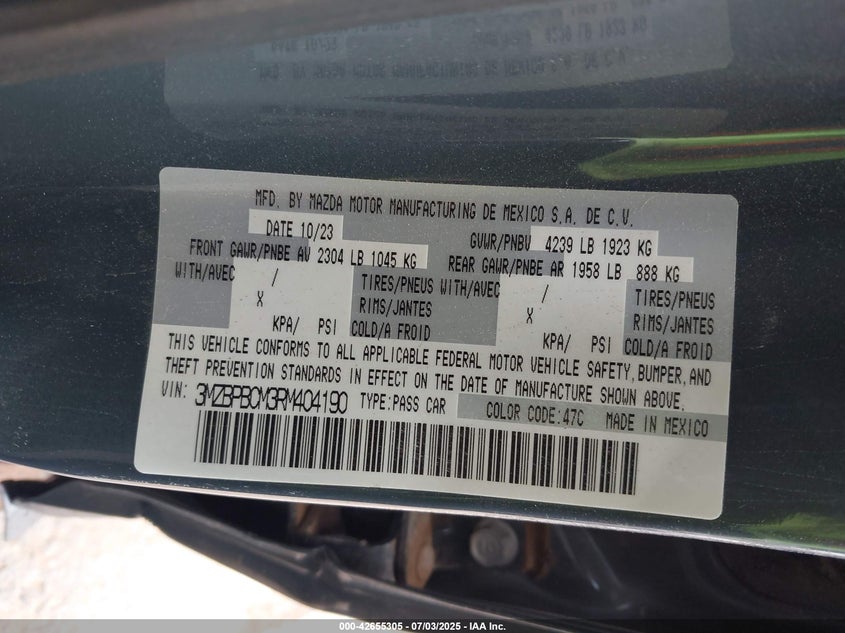 MFD. BY MAZDA MOTOR MANUFACTURING DE MEXICO S.A. DE C.V.
DATE 10/23 GVWR/PNBV 4239 LB 1923 KG
FRONT GAWR/PNBE AV 2304 LB 1045 KG REAR GAWR/PNBE AR 1958 LB 888 KG
WITH/AVEC / TIRES/PNEUS WITH/AVEC / TIRES/PNEUS
X RIMS/JANTES X RIMS/JANTES
KPA/ PSI COLD/A FROID KPA/ PSI COLD/A FROID
THIS VEHICLE CONFORMS TO ALL APPLICABLE FEDERAL MOTOR VEHICLE SAFETY, BUMPER, AND
THEFT PREVENTION STANDARDS IN EFFECT ON THE DATE OF MANUFACTURE SHOWN ABOVE.
VIN: 3MZBPBCM3RM404190 TYPE:PASS CAR COLOR CODE:47C MADE IN MEXICO
000-42655305 - 07/03/2025 - IAA Inc.